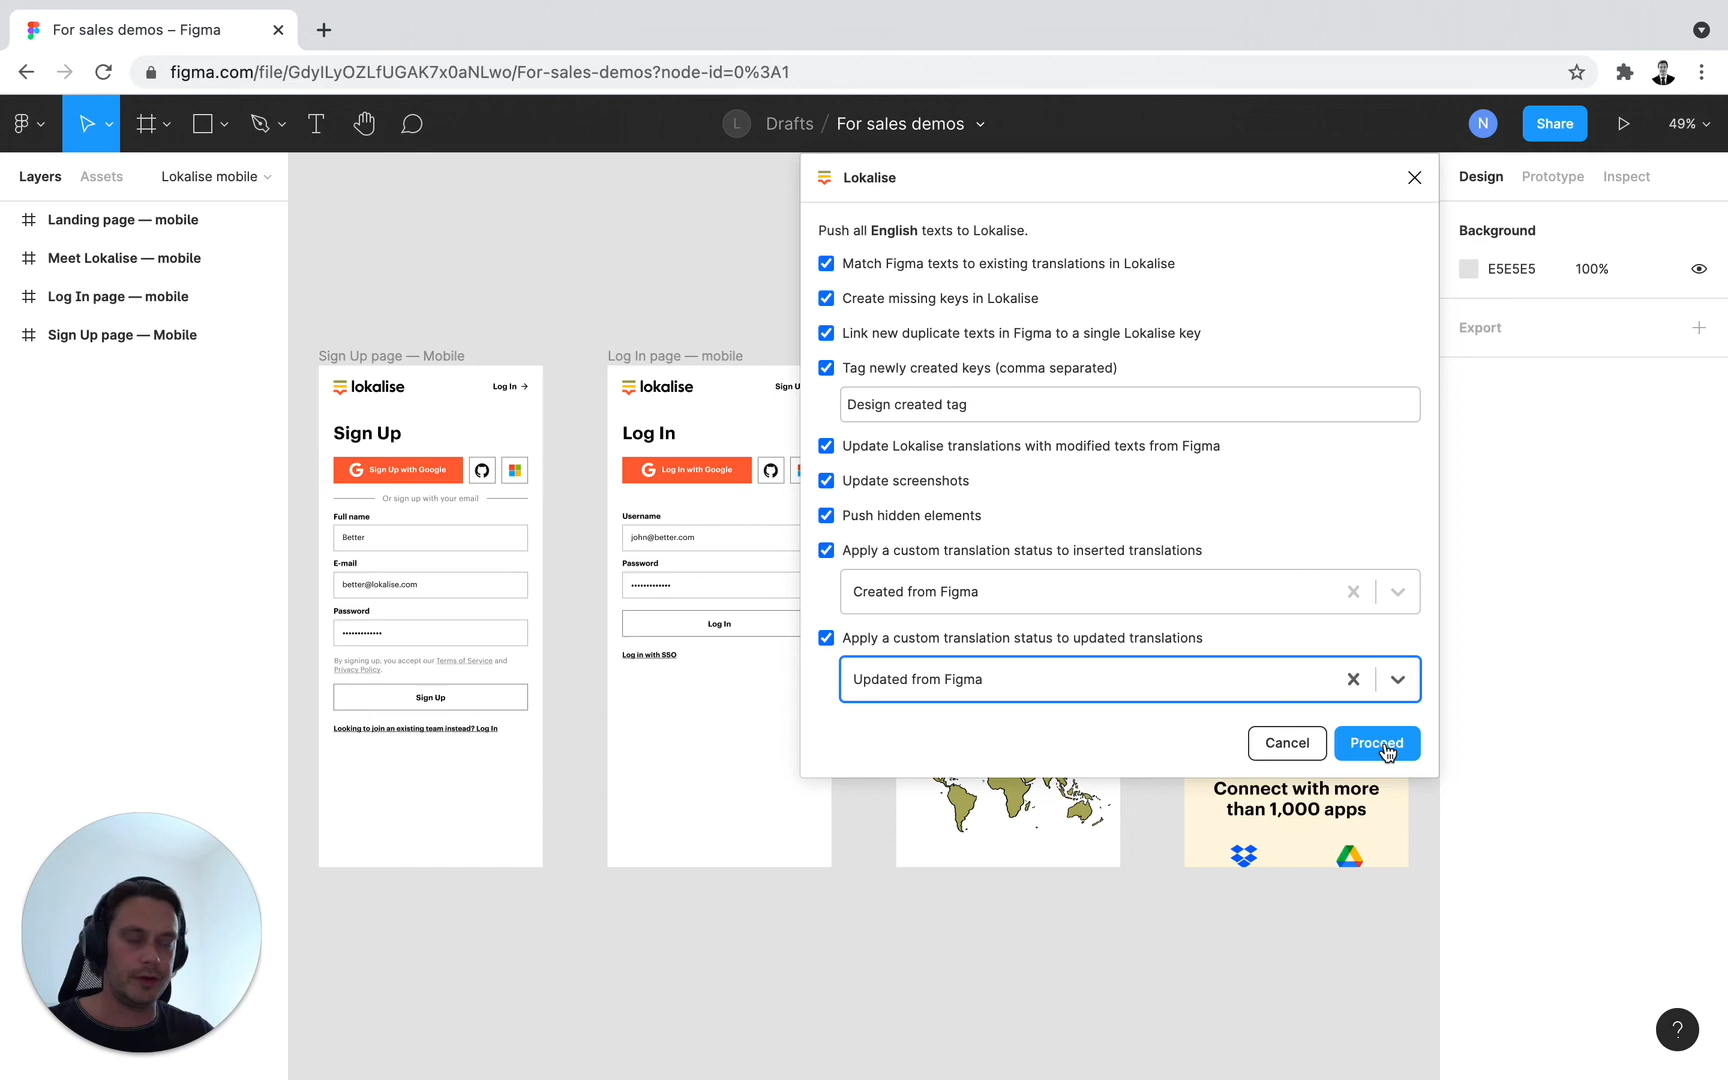 For sales demos – Figma
figma.com/file/GdyILyOZLfUGAK7x0aNLwo/For-sales-demos?node-id=0%3A1
L Drafts / For sales demos
N Share 49%
Layers Assets Lokalise mobile
Landing page — mobile
Meet Lokalise — mobile
Log In page — mobile
Sign Up page — Mobile
Sign Up page — Mobile
lokalise Log In →
Sign Up
Sign Up with Google
Or sign up with your email
Full name
Better
E-mail
better@lokalise.com
Password
•••••••••••••
By signing up, you accept our Terms of Service and
Privacy Policy.
Sign Up
Looking to join an existing team instead? Log In
Log In page — mobile
lokalise Sign U
Log In
Log In with Google
Username
john@better.com
Password
•••••••••••••
Log In
Log in with SSO
Lokalise
Push all English texts to Lokalise.
Match Figma texts to existing translations in Lokalise
Create missing keys in Lokalise
Link new duplicate texts in Figma to a single Lokalise key
Tag newly created keys (comma separated)
Design created tag
Update Lokalise translations with modified texts from Figma
Update screenshots
Push hidden elements
Apply a custom translation status to inserted translations
Created from Figma
Apply a custom translation status to updated translations
Updated from Figma
Cancel Proceed
Connect with more
than 1,000 apps
Design Prototype Inspect
Background
E5E5E5 100%
Export
?